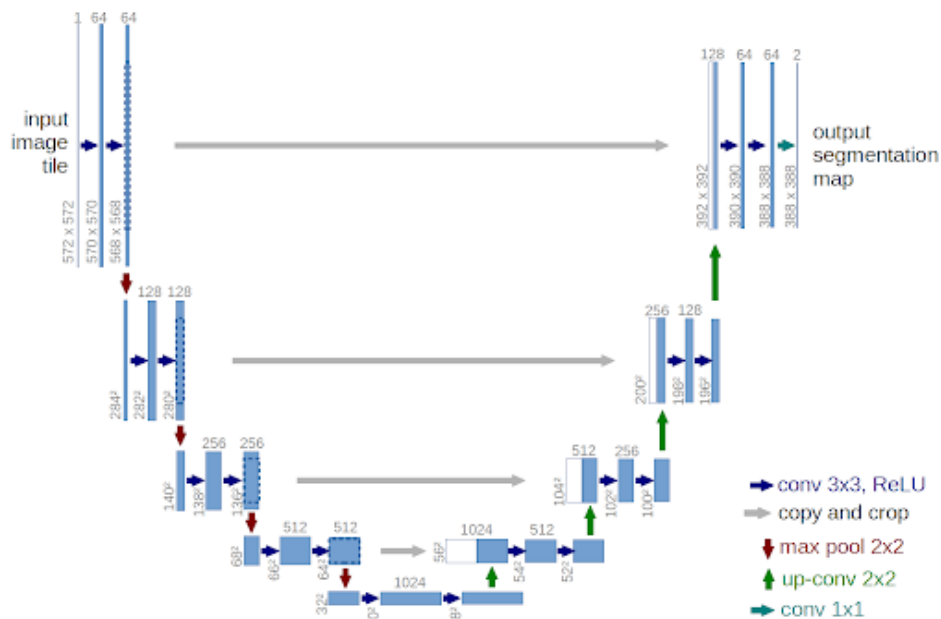 1 64 64
input
image
tile
572 x 572
570 x 570
568 x 568
128 64 64 2
output
segmentation
map
392 x 392
390 x 390
388 x 388
388 x 388
128 128
284²
282²
280²
256 128
200²
198²
196²
256 256
140²
138²
136²
512 256
104²
102²
100²
512 512
68²
66²
64²
1024 512
56²
54²
52²
1024
32²
0²
8²
conv 3x3, ReLU
copy and crop
max pool 2x2
up-conv 2x2
conv 1x1